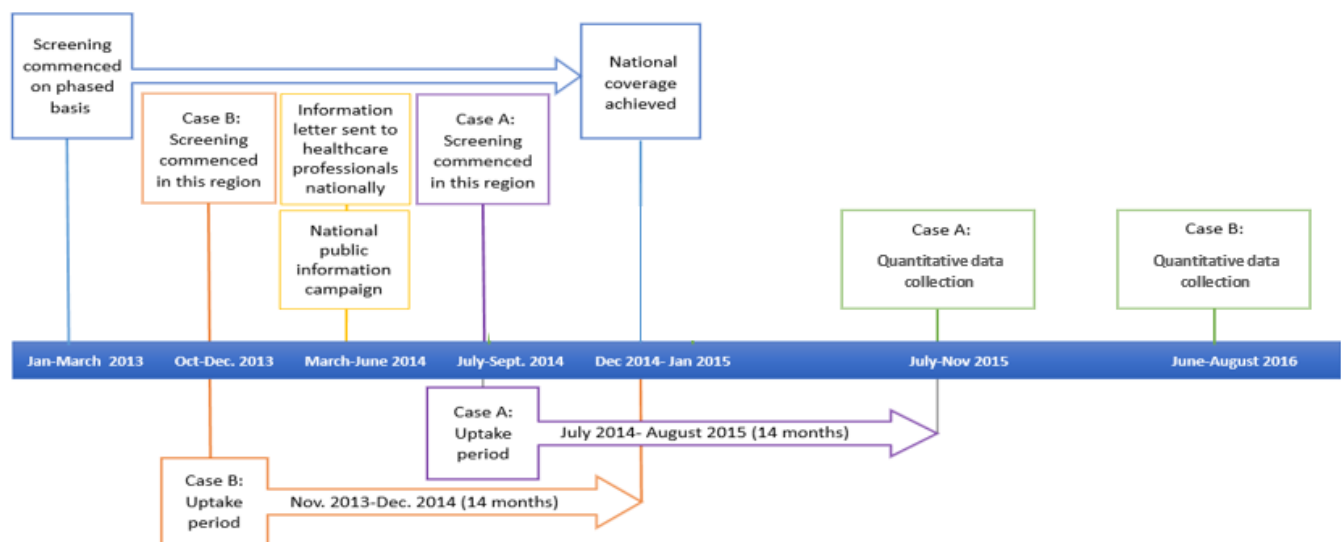 Screening
commenced
on phased
basis
National
coverage
achieved
Case B:
Screening
commenced
in this region
Information
letter sent to
healthcare
professionals
nationally
Case A:
Screening
commenced
in this region
National
public
information
campaign
Case A:
Quantitative data
collection
Case B:
Quantitative data
collection
Jan-March 2013
Oct-Dec. 2013
March-June 2014
July-Sept. 2014
Dec 2014- Jan 2015
July-Nov 2015
June-August 2016
Case A:
Uptake
period
July 2014- August 2015 (14 months)
Case B:
Uptake
period
Nov. 2013-Dec. 2014 (14 months)